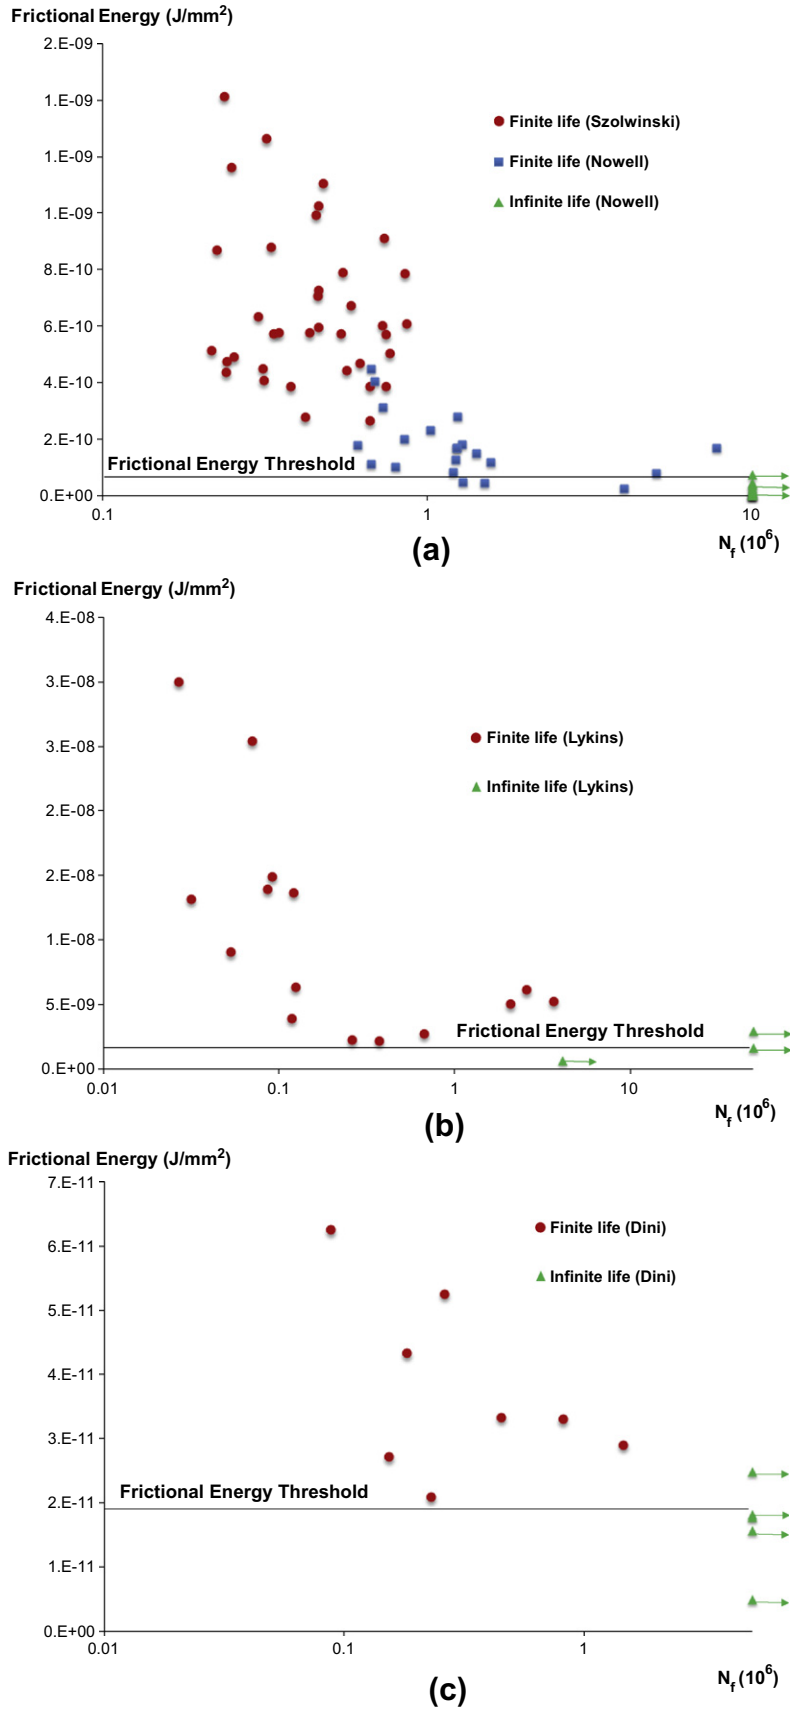 Frictional Energy (J/mm²)
2.E-09
1.E-09
1.E-09
1.E-09
8.E-10
6.E-10
4.E-10
2.E-10
0.E+00
Finite life (Szolwinski)
Finite life (Nowell)
Infinite life (Nowell)
Frictional Energy Threshold
0.1
1
10
N_f (10⁶)
(a)
Frictional Energy (J/mm²)
4.E-08
3.E-08
3.E-08
2.E-08
2.E-08
1.E-08
5.E-09
0.E+00
Finite life (Lykins)
Infinite life (Lykins)
Frictional Energy Threshold
0.01
0.1
1
10
N_f (10⁶)
(b)
Frictional Energy (J/mm²)
7.E-11
6.E-11
5.E-11
4.E-11
3.E-11
2.E-11
1.E-11
0.E+00
Finite life (Dini)
Infinite life (Dini)
Frictional Energy Threshold
0.01
0.1
1
N_f (10⁶)
(c)